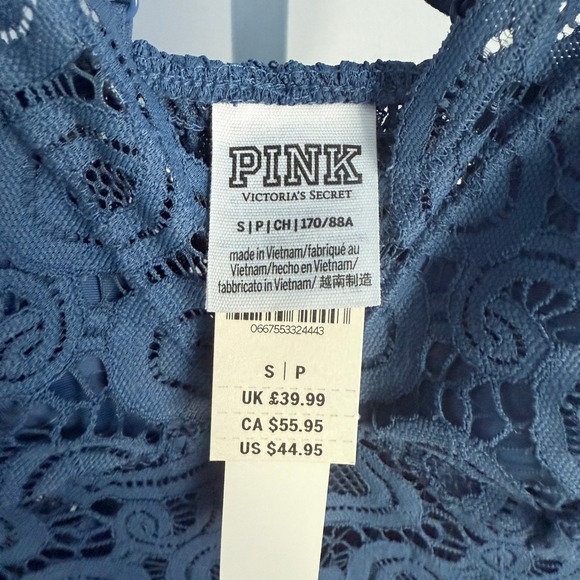 PINK
VICTORIA'S SECRET
S | P | CH | 170/88A
made in Vietnam/fabriqué au
Vietnam/hecho en Vietnam/
fabbricato in Vietnam/ 越南制造
0667553324443
S | P
UK £39.99
CA $55.95
US $44.95